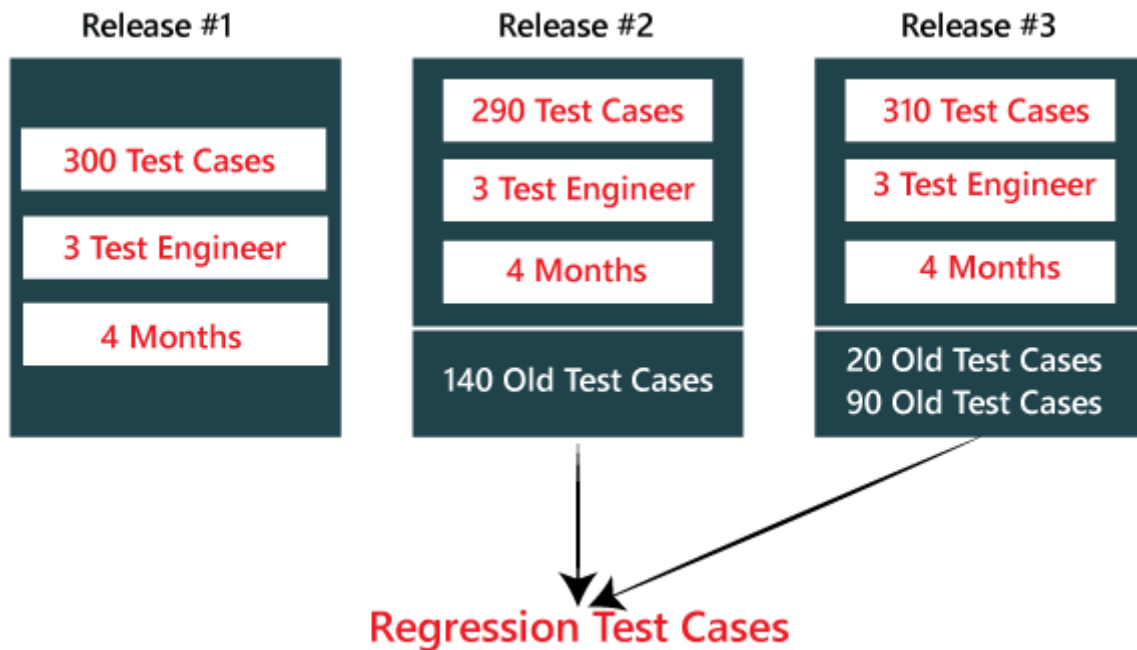 Release #1
300 Test Cases
3 Test Engineer
4 Months
Release #2
290 Test Cases
3 Test Engineer
4 Months
140 Old Test Cases
Release #3
310 Test Cases
3 Test Engineer
4 Months
20 Old Test Cases
90 Old Test Cases
Regression Test Cases